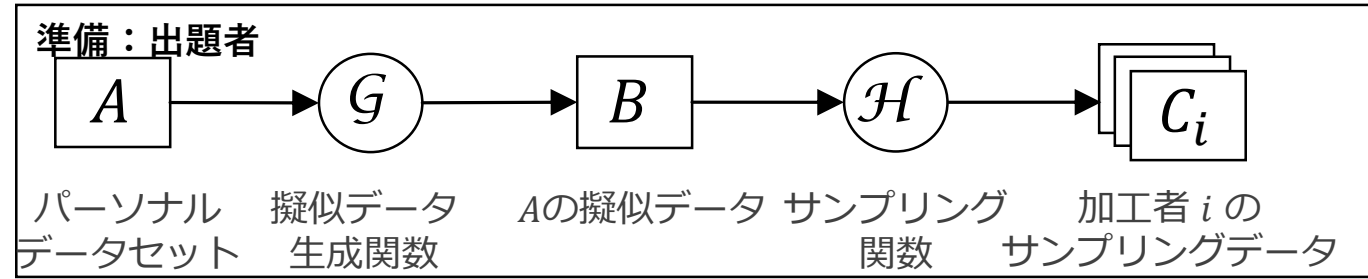 準備：出題者
A
𝒢
B
ℋ
Cᵢ
パーソナル
データセット
擬似データ
生成関数
Aの擬似データ
サンプリング
関数
加工者 i の
サンプリングデータ